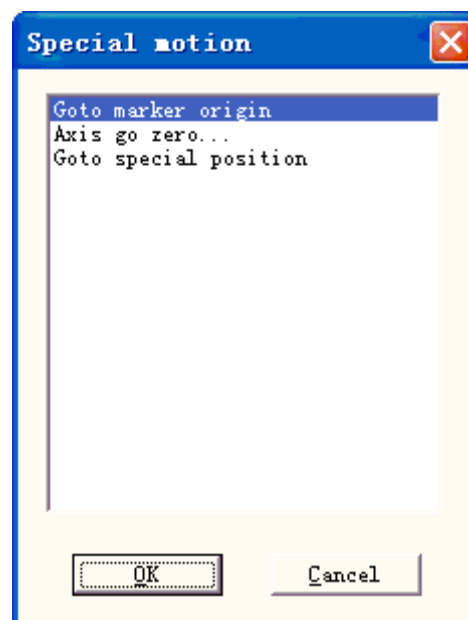 Special motion
Goto marker origin
Axis go zero...
Goto special position
OK
Cancel